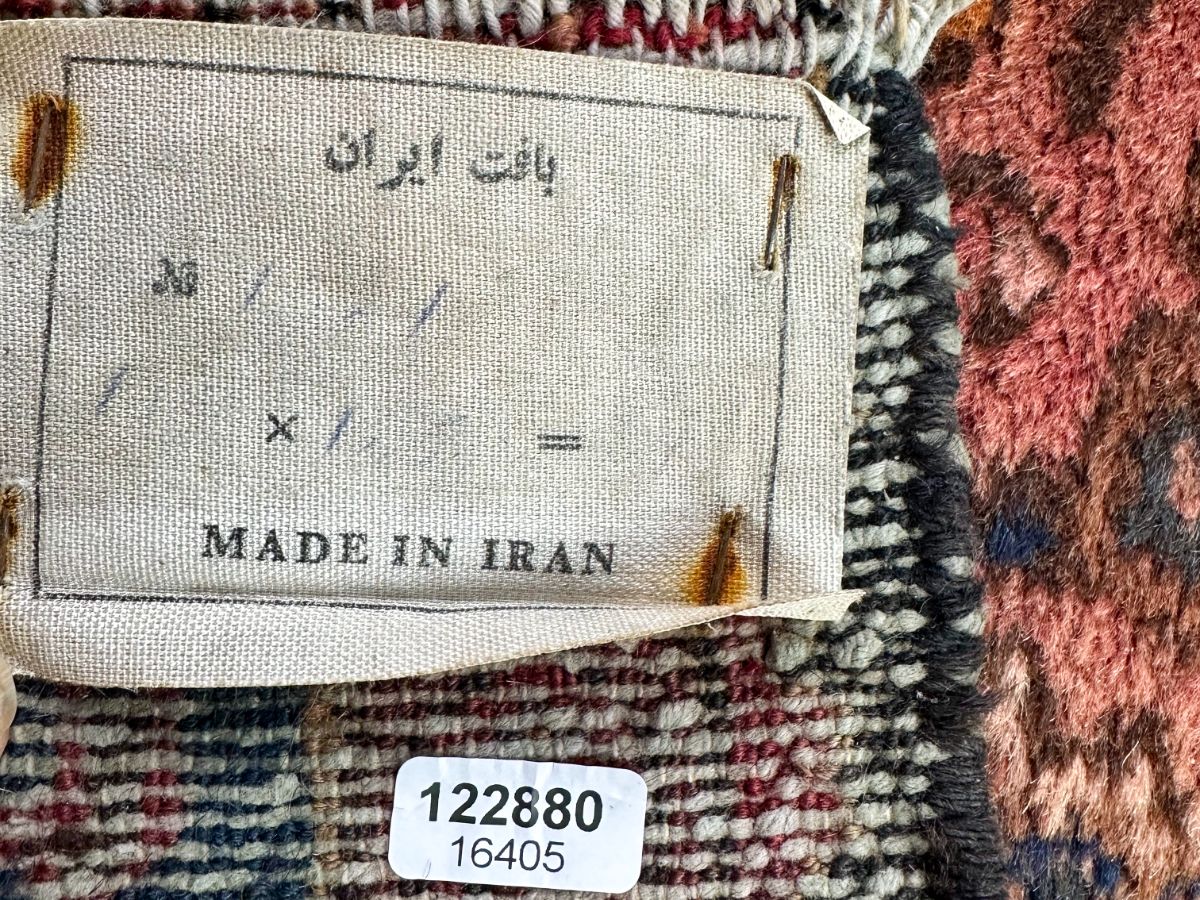 بافت ایران
№
× =
MADE IN IRAN
122880
16405